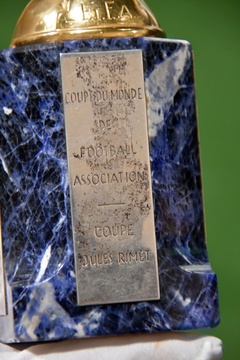 F.I.F.A
COUPE DU MONDE
DE
FOOTBALL
ASSOCIATION
COUPE
JULES RIMET